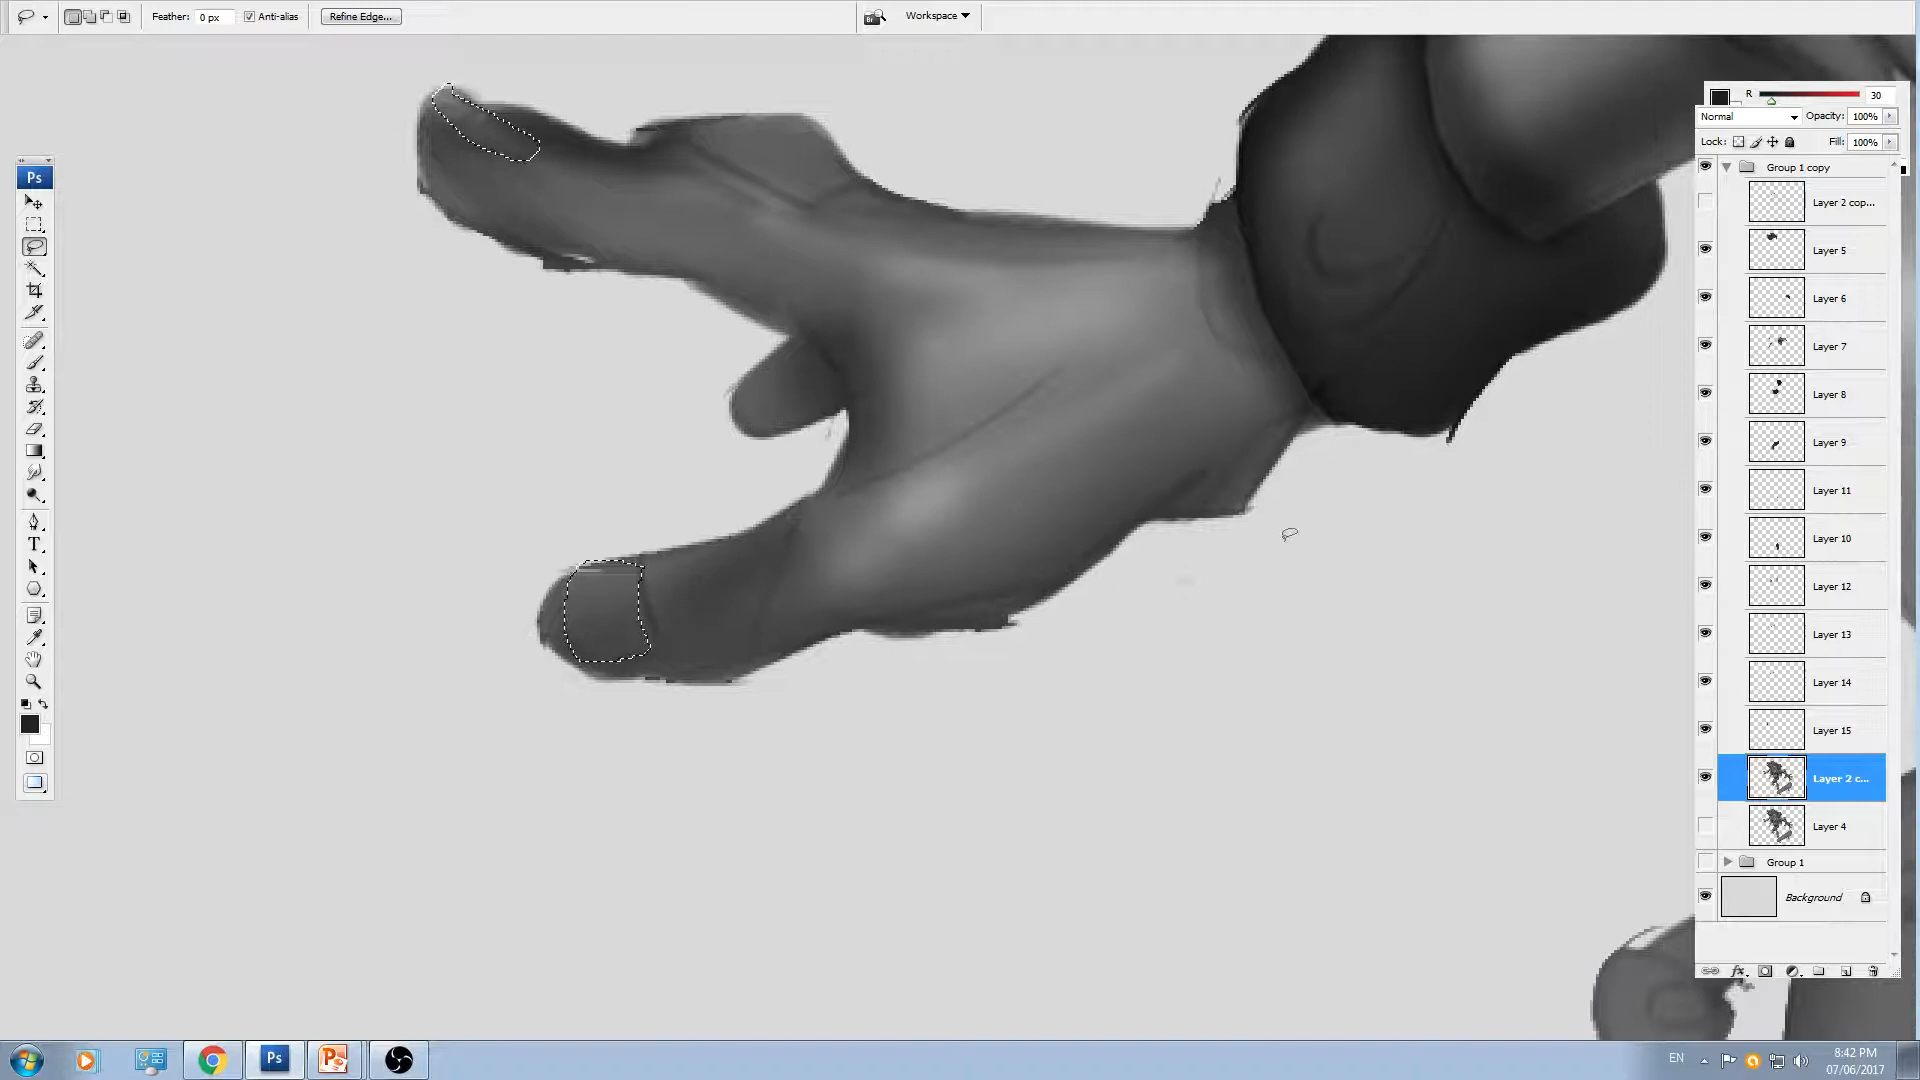 Feather: 0 px Anti-alias Refine Edge... Br Workspace
R 30
Normal Opacity: 100%
Lock: Fill: 100%
Ps
T
Group 1 copy
Layer 2 cop...
Layer 5
Layer 6
Layer 7
Layer 8
Layer 9
Layer 11
Layer 10
Layer 12
Layer 13
Layer 14
Layer 15
Layer 2 c...
Layer 4
Group 1
Background
fx
Ps P EN 8:42 PM
07/06/2017